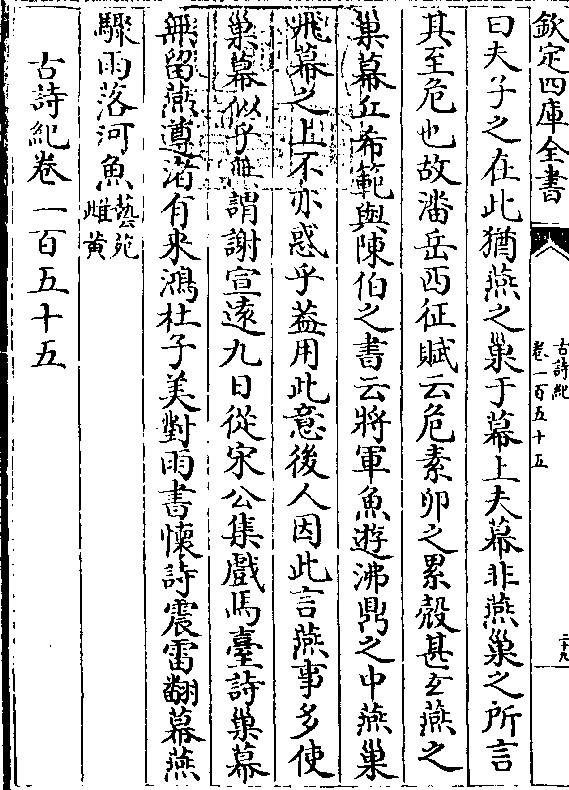 欽定四庫全書
古詩紀
卷一百五十五
二十九
曰夫子之在此猶燕之巢于幕上夫幕非燕巢之所言
其至危也故潘岳西征賦云危素卵之累殼甚𤣥燕之
巢幕丘希範與陳伯之書云將軍魚遊沸鼎之中燕巢
飛幕之上不亦惑乎葢用此意後人因此言燕事多使
巢幕似乎無謂謝宣逺九日從宋公集戲馬臺詩巢幕
無留燕遵渚有來鴻杜子美對雨書懐詩震雷翻幕燕
驟雨落河魚藝苑
雌黄
古詩紀卷一百五十五